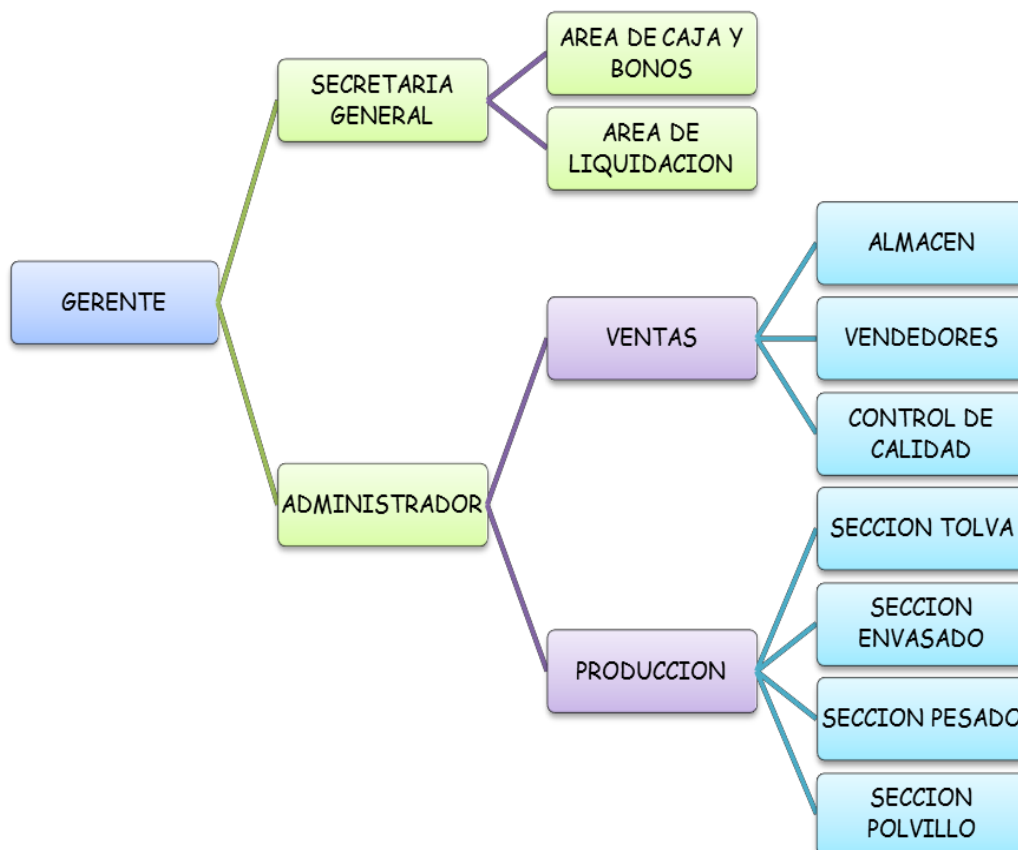 AREA DE CAJA Y
BONOS
SECRETARIA
GENERAL
AREA DE
LIQUIDACION
ALMACEN
GERENTE
VENTAS
VENDEDORES
CONTROL DE
CALIDAD
ADMINISTRADOR
SECCION TOLVA
SECCION
ENVASADO
PRODUCCION
SECCION PESADO
SECCION
POLVILLO